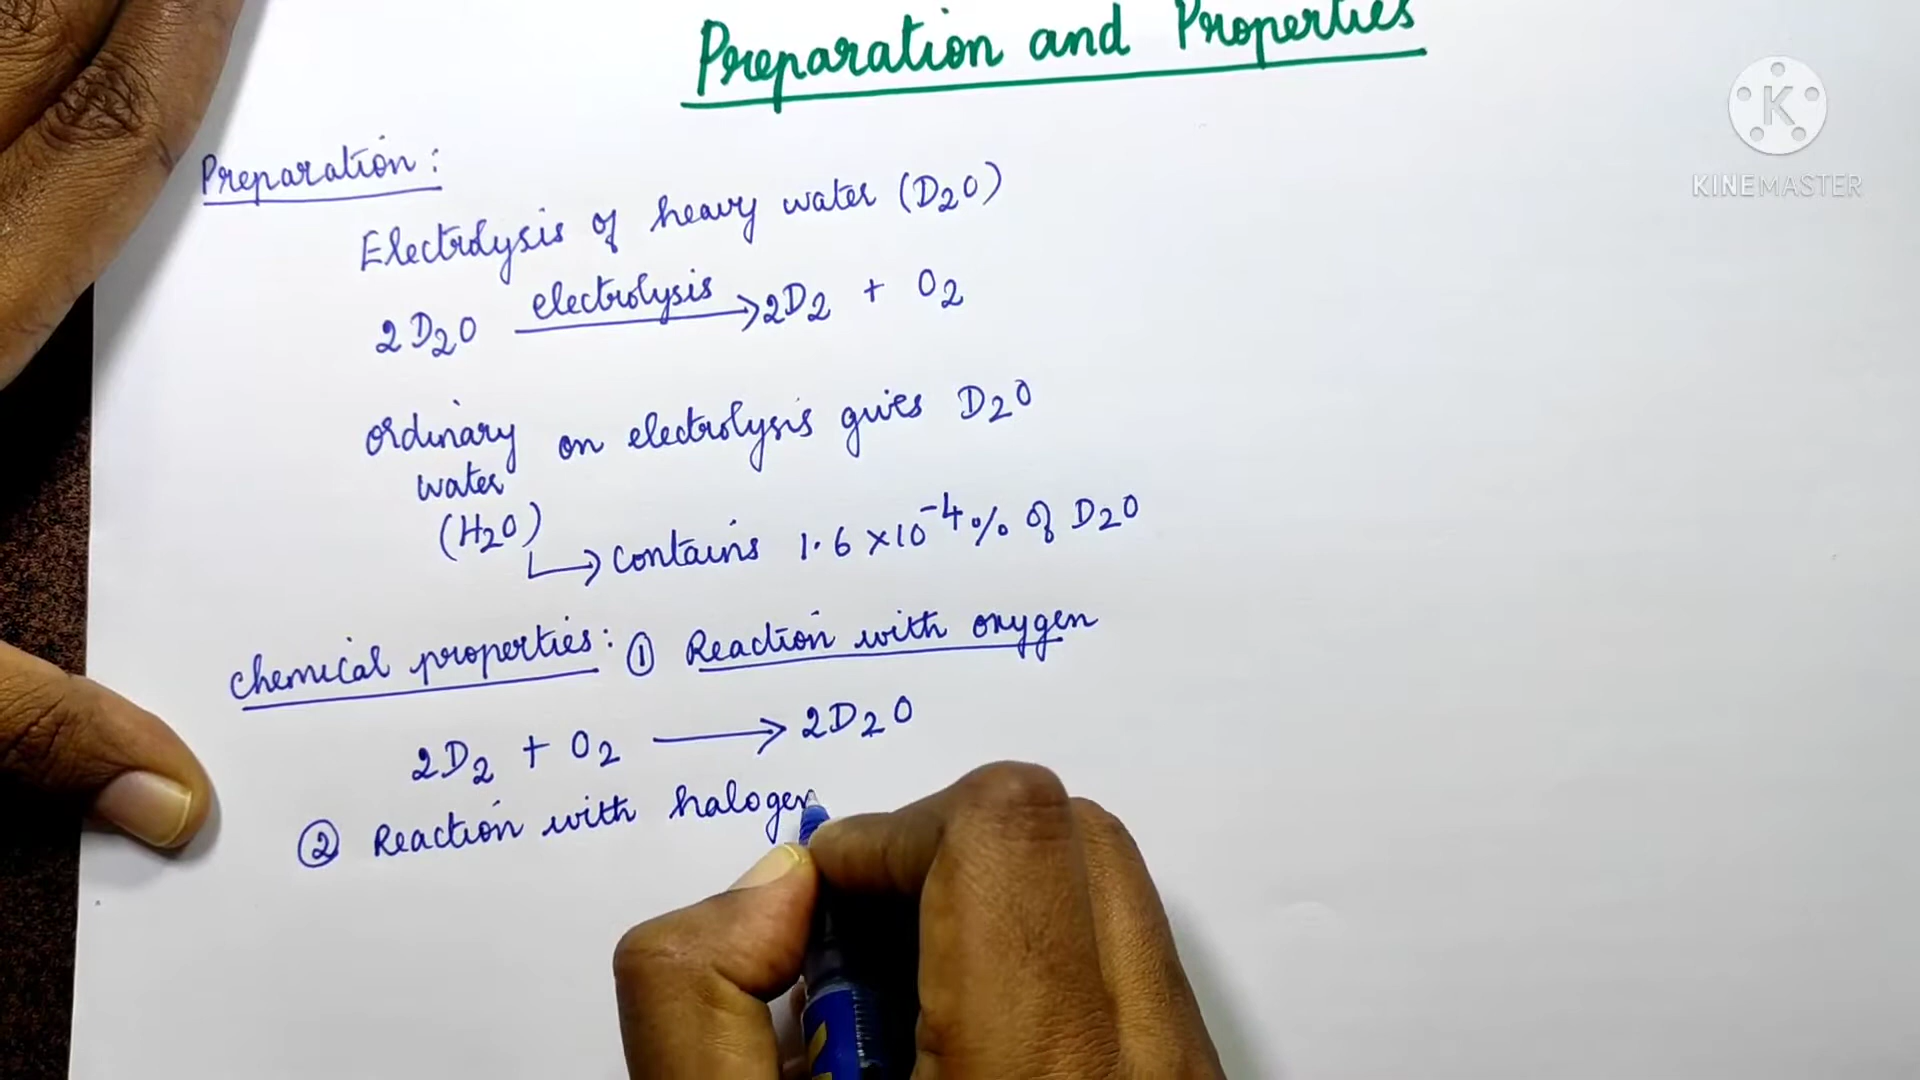 Preparation and Properties
K
KINEMASTER
Preparation:
Electrolysis of heavy water (D2O)
2D2O electrolysis → 2D2 + O2
ordinary on electrolysis gives D2O
water
(H2O)
↳ contains 1.6 × 10⁻⁴ % of D2O
chemical properties: ① Reaction with oxygen
2D2 + O2 → 2D2O
② Reaction with halogen